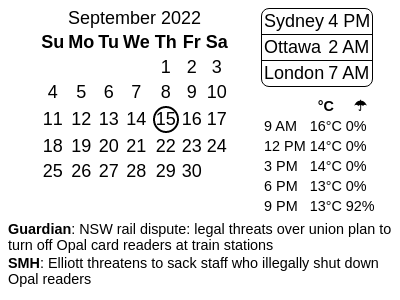 September 2022
Su Mo Tu We Th Fr Sa
1 2 3
4 5 6 7 8 9 10
11 12 13 14 15 16 17
18 19 20 21 22 23 24
25 26 27 28 29 30
Sydney 4 PM
Ottawa 2 AM
London 7 AM
°C ☂
9 AM 16°C 0%
12 PM 14°C 0%
3 PM 14°C 0%
6 PM 13°C 0%
9 PM 13°C 92%
Guardian: NSW rail dispute: legal threats over union plan to
turn off Opal card readers at train stations
SMH: Elliott threatens to sack staff who illegally shut down
Opal readers